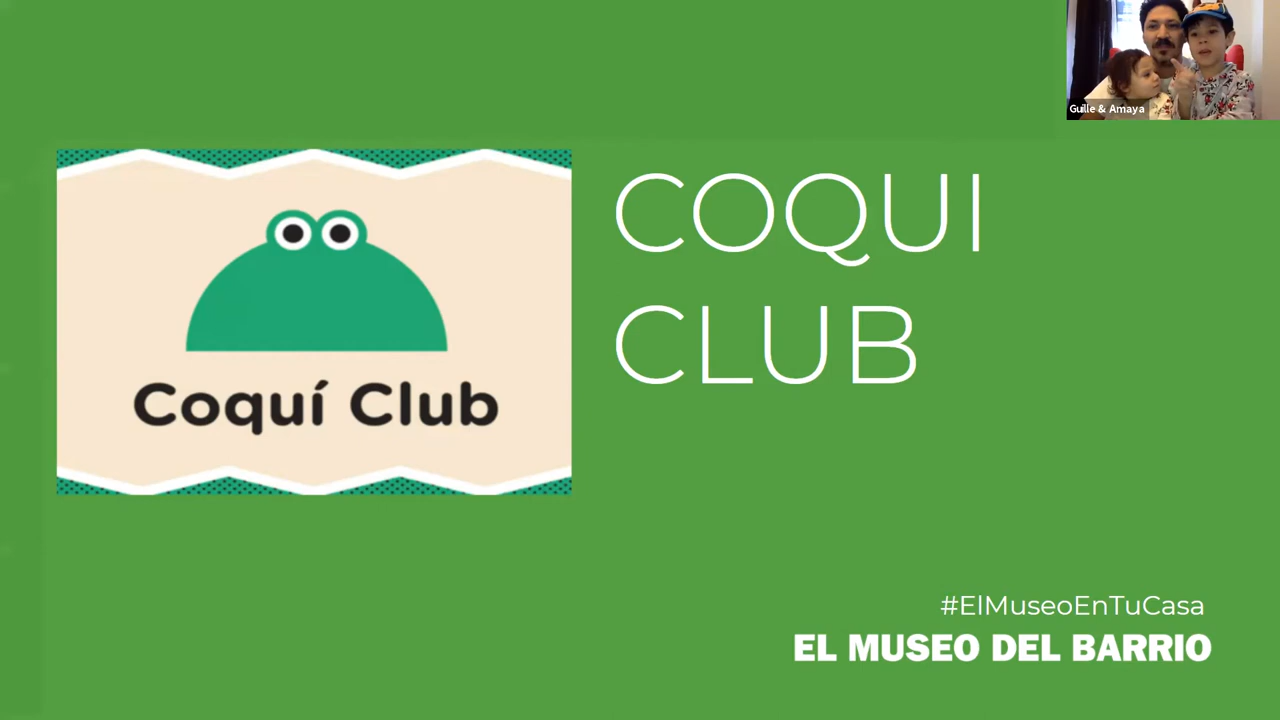 Guille & Amaya
Coquí Club
COQUI
CLUB
#ElMuseoEnTuCasa
EL MUSEO DEL BARRIO